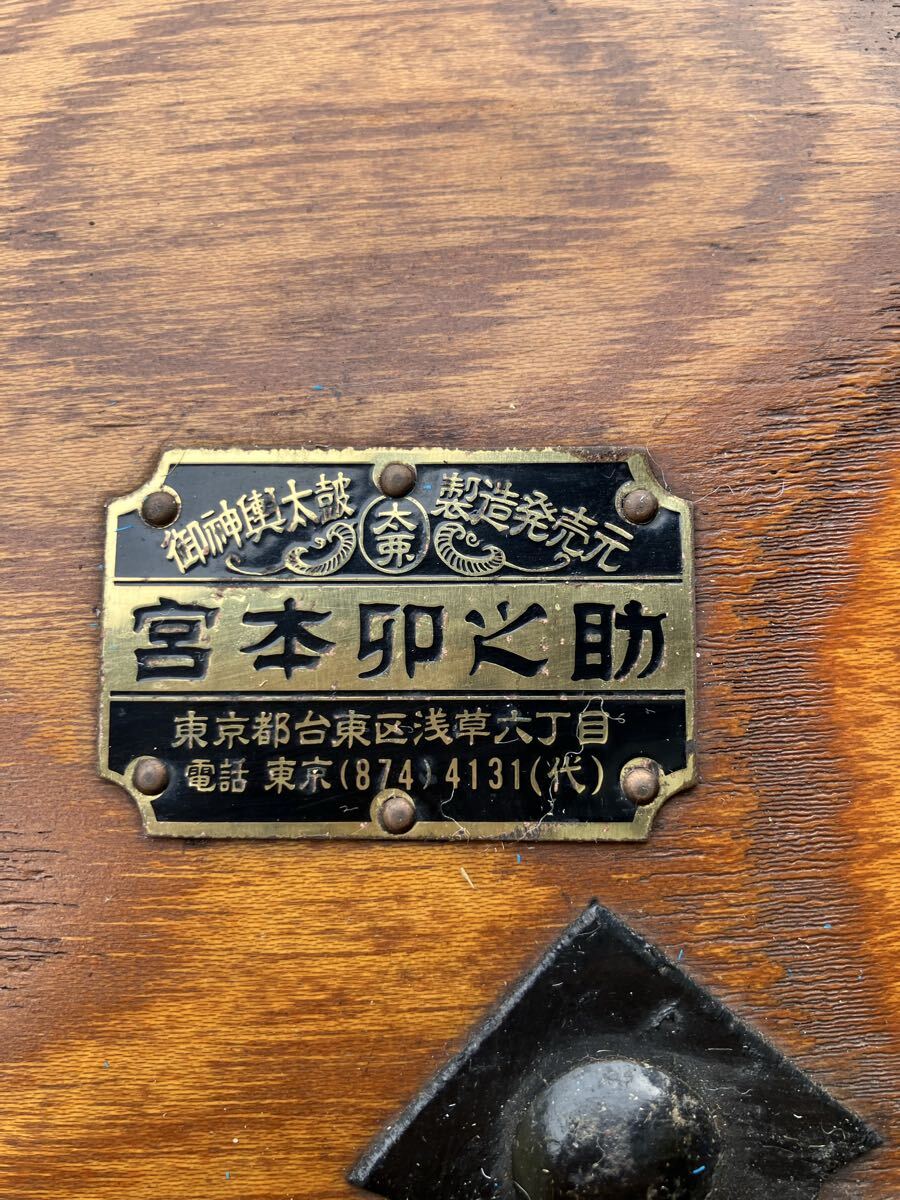 御神輿太鼓 製造発売元
宮本卯之助
東京都台東区浅草六丁目
電話 東京(874)4131(代)